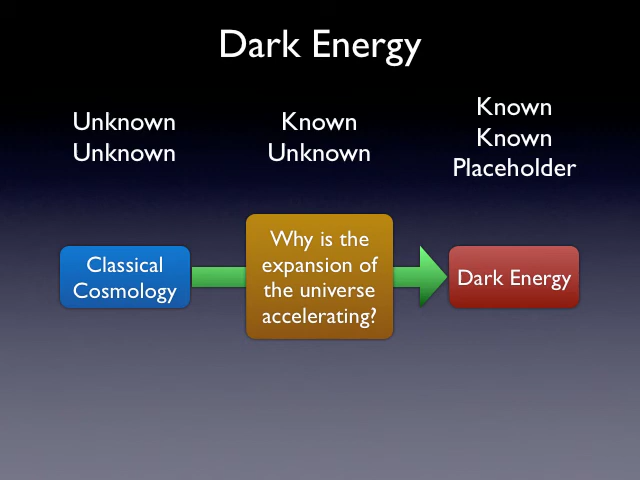 Dark Energy
Unknown
Unknown
Known
Unknown
Known
Known
Placeholder
Classical
Cosmology
Why is the
expansion of
the universe
accelerating?
Dark Energy